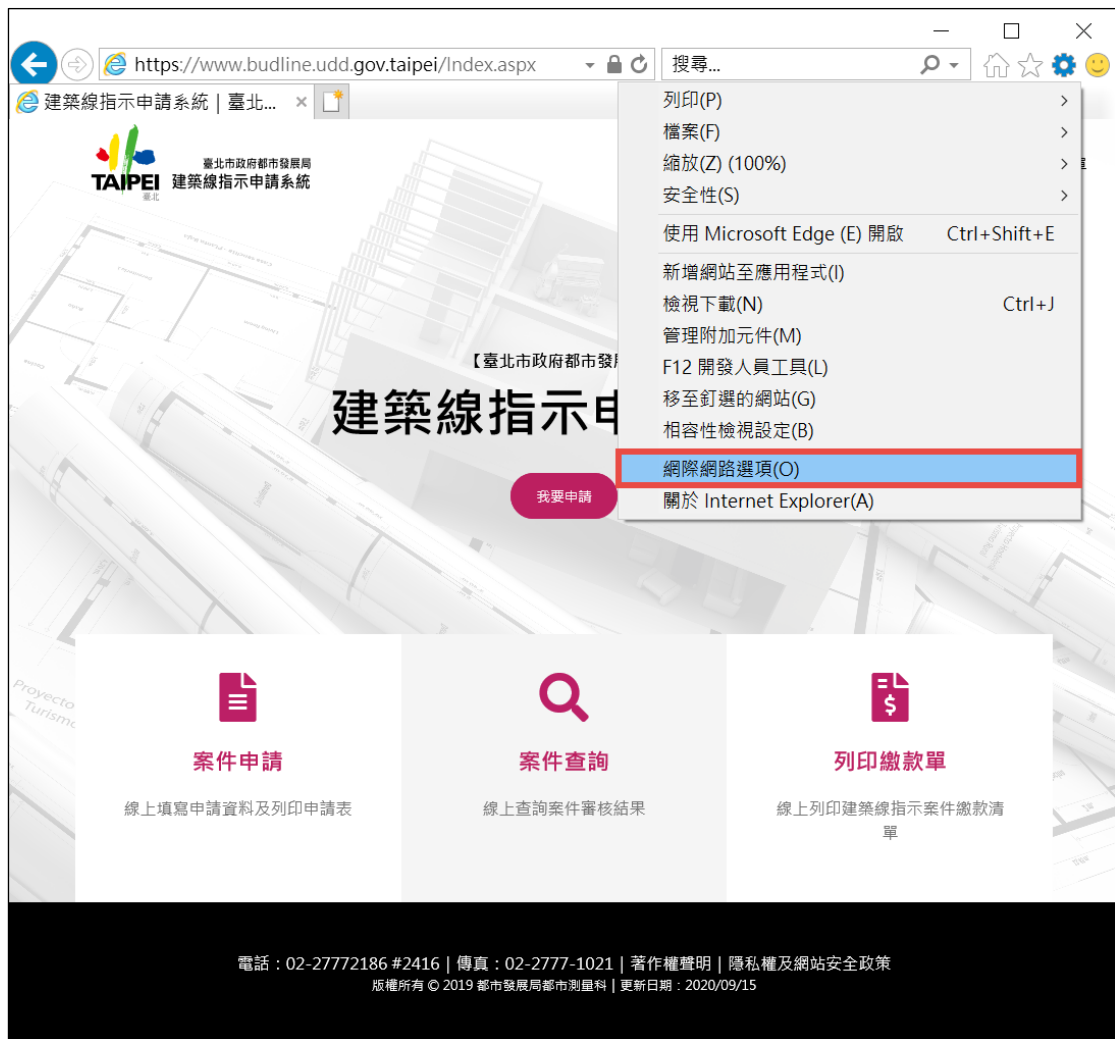 https://www.budline.udd.gov.taipei/Index.aspx
搜尋...
建築線指示申請系統 | 臺北...
列印(P)
檔案(F)
縮放(Z) (100%)
安全性(S)
使用 Microsoft Edge (E) 開啟 Ctrl+Shift+E
新增網站至應用程式(I)
檢視下載(N) Ctrl+J
管理附加元件(M)
F12 開發人員工具(L)
移至釘選的網站(G)
相容性檢視設定(B)
網際網路選項(O)
關於 Internet Explorer(A)
TAIPEI
臺北
臺北市政府都市發展局
建築線指示申請系統
【臺北市政府都市發
建築線指示
我要申請
Proyecto
Turismo
案件申請
線上填寫申請資料及列印申請表
案件查詢
線上查詢案件審核結果
列印繳款單
線上列印建築線指示案件繳款清
單
電話：02-27772186 #2416 | 傳真：02-2777-1021 | 著作權聲明 | 隱私權及網站安全政策
版權所有 © 2019 都市發展局都市測量科 | 更新日期：2020/09/15